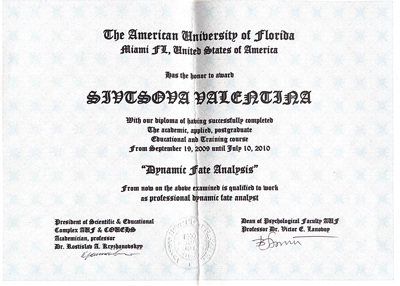 The American University of Florida
Miami FL, United States of America
Has the honor to award
SIVTSOVA VALENTINA
With our diploma of having successfully completed
The academic, applied, postgraduate
Educational and Training course
From September 19, 2009 until July 10, 2010
"Dynamic Fate Analysis"
From now on the above examined is qualified to work
as professional dynamic fate analyst
President of Scientific & Educational
Complex AUF & COUEHS
Academician, professor
Dr. Rostislav A. Kryzhanovskyy
Dean of Psychological Faculty AUF
Professor Dr. Victor E. Lunovoy